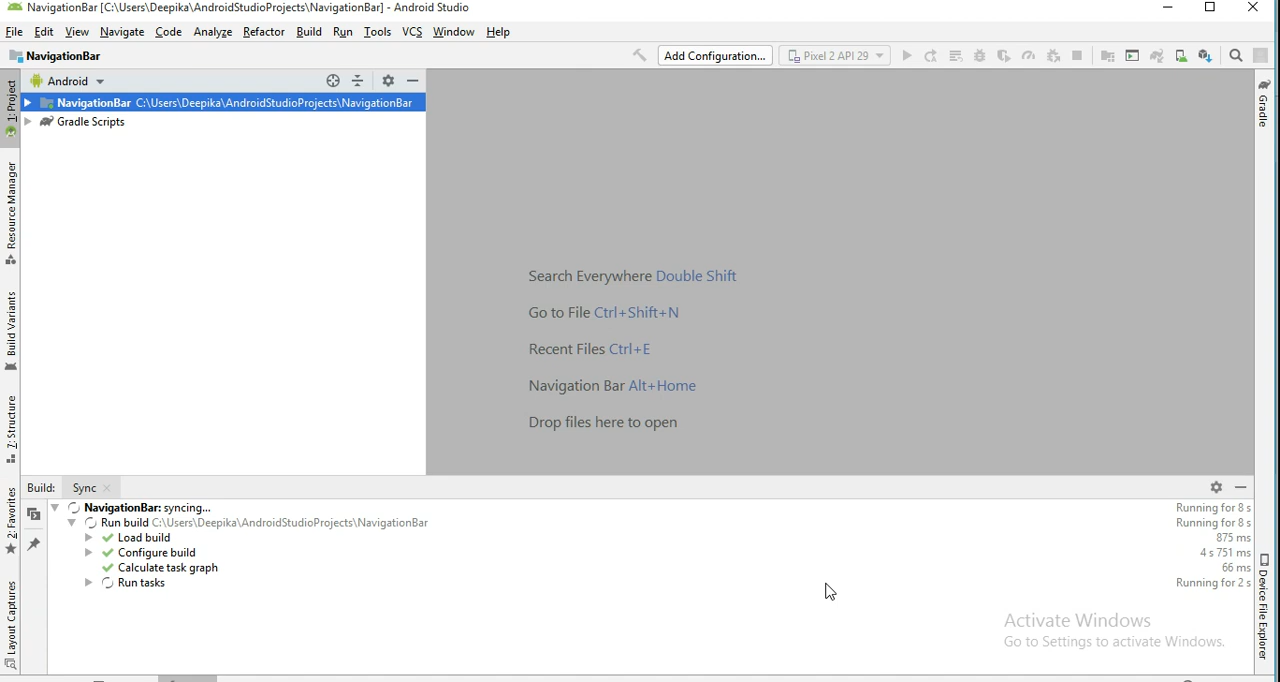 NavigationBar [C:\Users\Deepika\AndroidStudioProjects\NavigationBar] - Android Studio
File Edit View Navigate Code Analyze Refactor Build Run Tools VCS Window Help
NavigationBar
Add Configuration...
Pixel 2 API 29
1: Project
Resource Manager
Build Variants
Z: Structure
2: Favorites
Layout Captures
Android
NavigationBar C:\Users\Deepika\AndroidStudioProjects\NavigationBar
Gradle Scripts
Search Everywhere Double Shift
Go to File Ctrl+Shift+N
Recent Files Ctrl+E
Navigation Bar Alt+Home
Drop files here to open
Gradle
Device File Explorer
Build: Sync
NavigationBar: syncing... Running for 8 s
Run build C:\Users\Deepika\AndroidStudioProjects\NavigationBar Running for 8 s
Load build 875 ms
Configure build 4 s 751 ms
Calculate task graph 66 ms
Run tasks Running for 2 s
Activate Windows
Go to Settings to activate Windows.